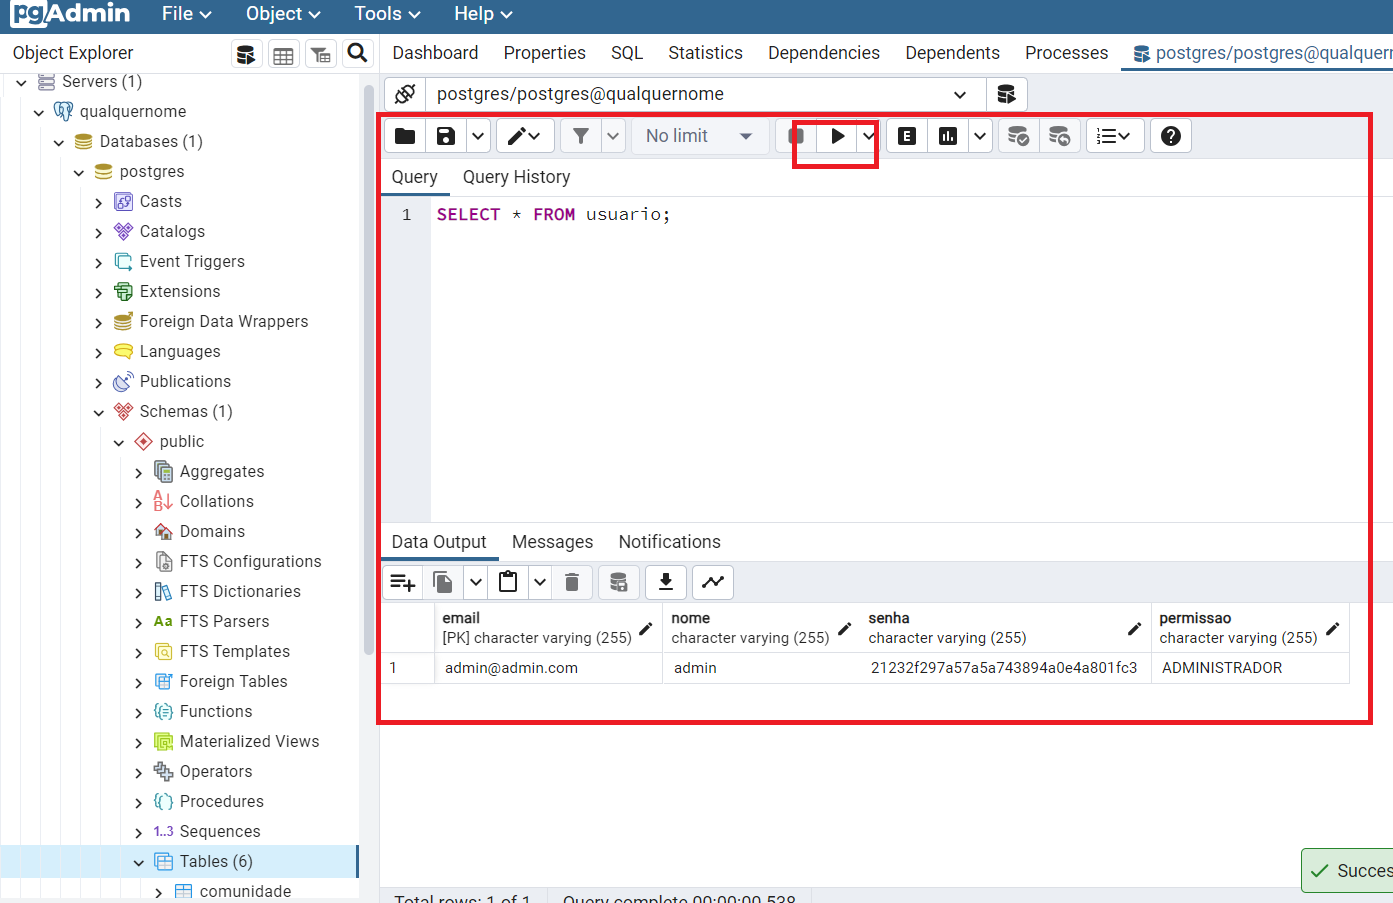 pgAdmin File Object Tools Help
Object Explorer
Dashboard Properties SQL Statistics Dependencies Dependents Processes postgres/postgres@qualquern
Servers (1)
qualquernome
Databases (1)
postgres
Casts
Catalogs
Event Triggers
Extensions
Foreign Data Wrappers
Languages
Publications
Schemas (1)
public
Aggregates
Collations
Domains
FTS Configurations
FTS Dictionaries
Aa FTS Parsers
FTS Templates
Foreign Tables
Functions
Materialized Views
Operators
Procedures
1..3 Sequences
Tables (6)
comunidade
postgres/postgres@qualquernome
No limit E
Query Query History
1 SELECT * FROM usuario;
Data Output Messages Notifications
email nome senha permissao
[PK] character varying (255) character varying (255) character varying (255) character varying (255)
1 admin@admin.com admin 21232f297a57a5a743894a0e4a801fc3 ADMINISTRADOR
Succes
Total rows: 1 of 1 Query complete 00:00:00.538